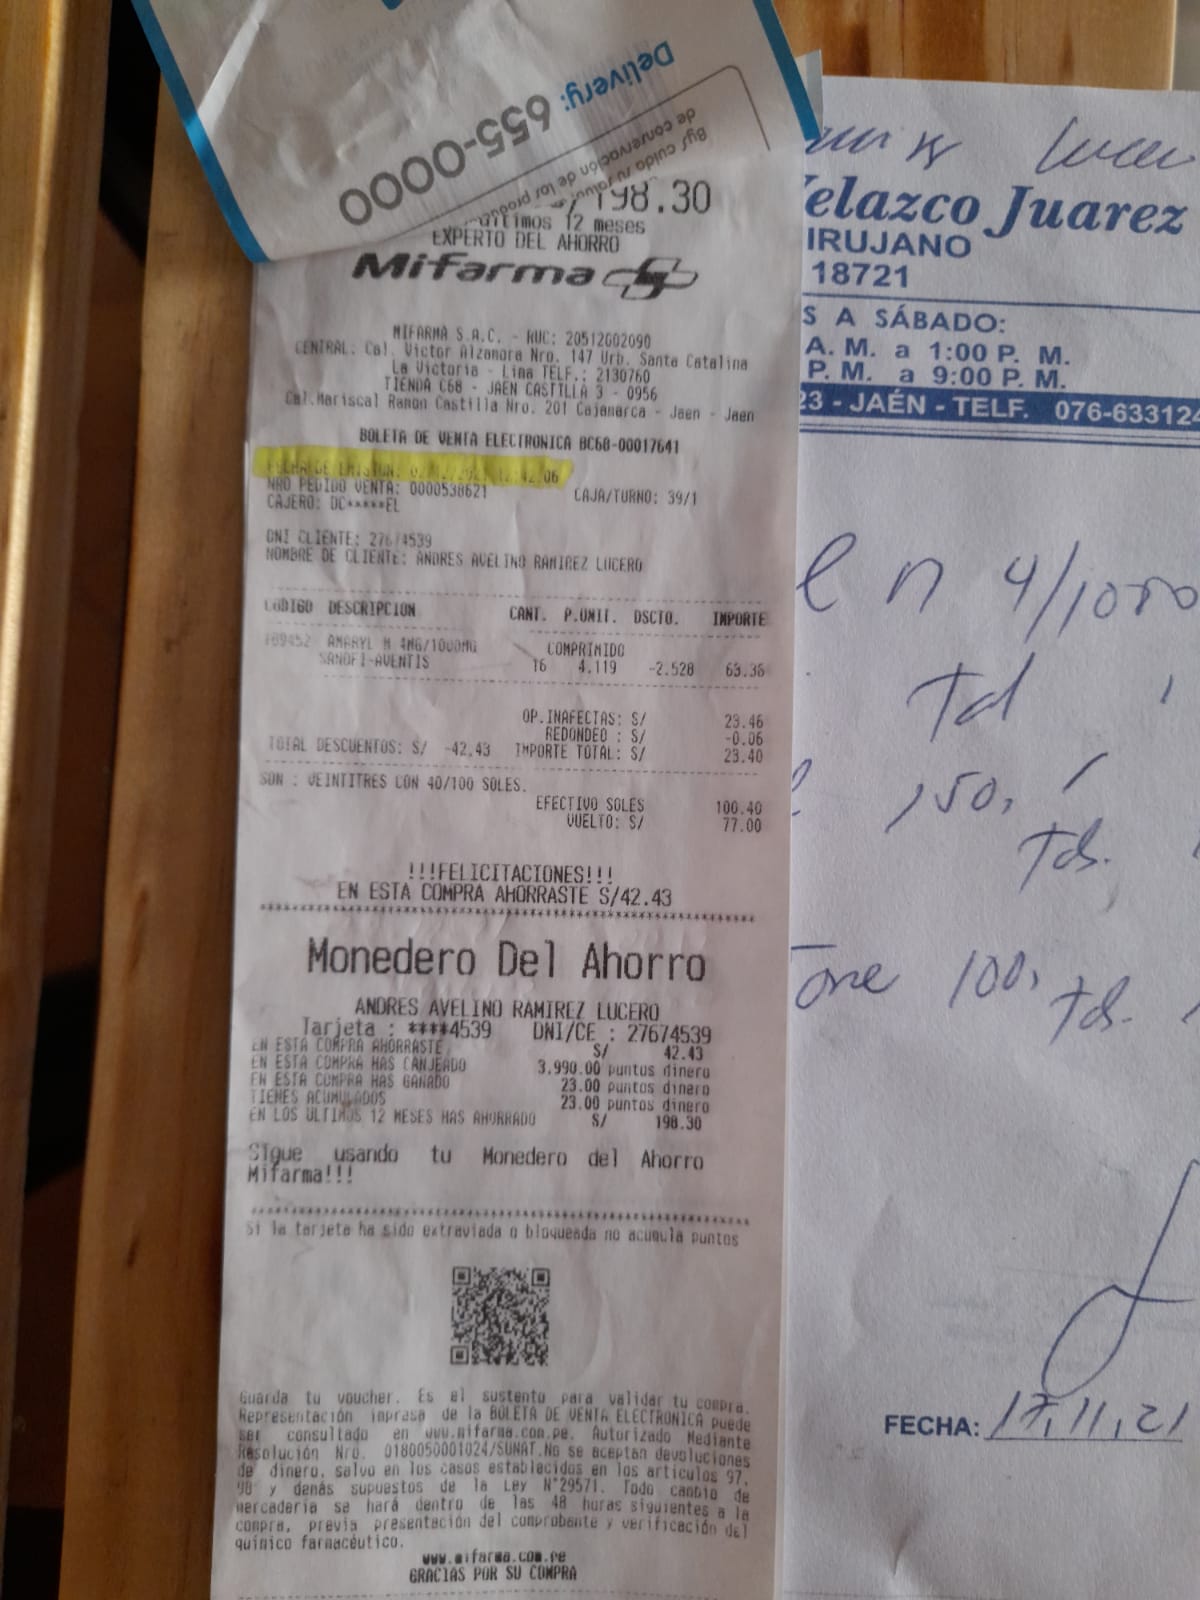 Delivery: 655-0000
de conservación de los
198.30
últimos 12 meses
EXPERTO DEL AHORRO
Mifarma
MIFARMA S.A.C. - RUC: 20512002090
CENTRAL: Cal. Victor Alzamora Nro. 147 Urb. Santa Catalina
La Victoria - Lima TELF.: 2130760
TIENDA C68 - JAEN CASTILLA 3 - 0956
Cal.Mariscal Ramon Castilla Nro. 201 Cajamarca - Jaen - Jaen
BOLETA DE VENTA ELECTRONICA BC68-00017641
FECHA DE EMISION:
NRO PEDIDO VENTA: 0000538621 CAJA/TURNO: 39/1
CAJERO: DC*****EL
DNI CLIENTE: 27674539
NOMBRE DE CLIENTE: ANDRES AVELINO RAMIREZ LUCERO
CODIGO DESCRIPCION CANT. P.UNIT. DSCTO. IMPORTE
AMARYL M 4MG/1000MG COMPRIMIDO
SANOFI-AVENTIS 16 4.119 -2.528 63.38
OP.INAFECTAS: S/ 23.46
REDONDEO : S/ -0.06
TOTAL DESCUENTOS: S/ -42.43 IMPORTE TOTAL: S/ 23.40
SON : VEINTITRES CON 40/100 SOLES.
EFECTIVO SOLES 100.40
VUELTO: S/ 77.00
!!!FELICITACIONES!!!
EN ESTA COMPRA AHORRASTE S/42.43
Monedero Del Ahorro
ANDRES AVELINO RAMIREZ LUCERO
Tarjeta : ****4539 DNI/CE : 27674539
EN ESTA COMPRA AHORRASTE S/ 42.43
EN ESTA COMPRA HAS CANJEADO 3.990.00 puntos dinero
EN ESTA COMPRA HAS GANADO 23.00 puntos dinero
TIENES ACUMULADOS 23.00 puntos dinero
EN LOS ULTIMOS 12 MESES HAS AHORRADO S/ 198.30
Sigue usando tu Monedero del Ahorro
Mifarma!!!
Si la tarjeta ha sido extraviada o bloqueada no acumula puntos
Guarda tu voucher. Es el sustento para validar tu compra.
Representación impresa de la BOLETA DE VENTA ELECTRONICA puede
ser consultado en www.mifarma.com.pe. Autorizado Mediante
Resolución Nro. 0180050001024/SUNAT.No se aceptan devoluciones
de dinero, salvo en los casos establecidos en los articulos 97,
98 y demás supuestos de la Ley N°29571. Todo cambio de
mercadería se hará dentro de las 48 horas siguientes a la
compra, previa presentación del comprobante y verificación del
químico farmacéutico.
www.mifarma.com.pe
GRACIAS POR SU COMPRA
Velazco Juarez
IRUJANO
18721
S A SÁBADO:
A. M. a 1:00 P. M.
P. M. a 9:00 P. M.
23 - JAÉN - TELF. 076-633124
l n 4/1000
Td
150,
Tds.
one 100, Tds.
FECHA: 17,11,21